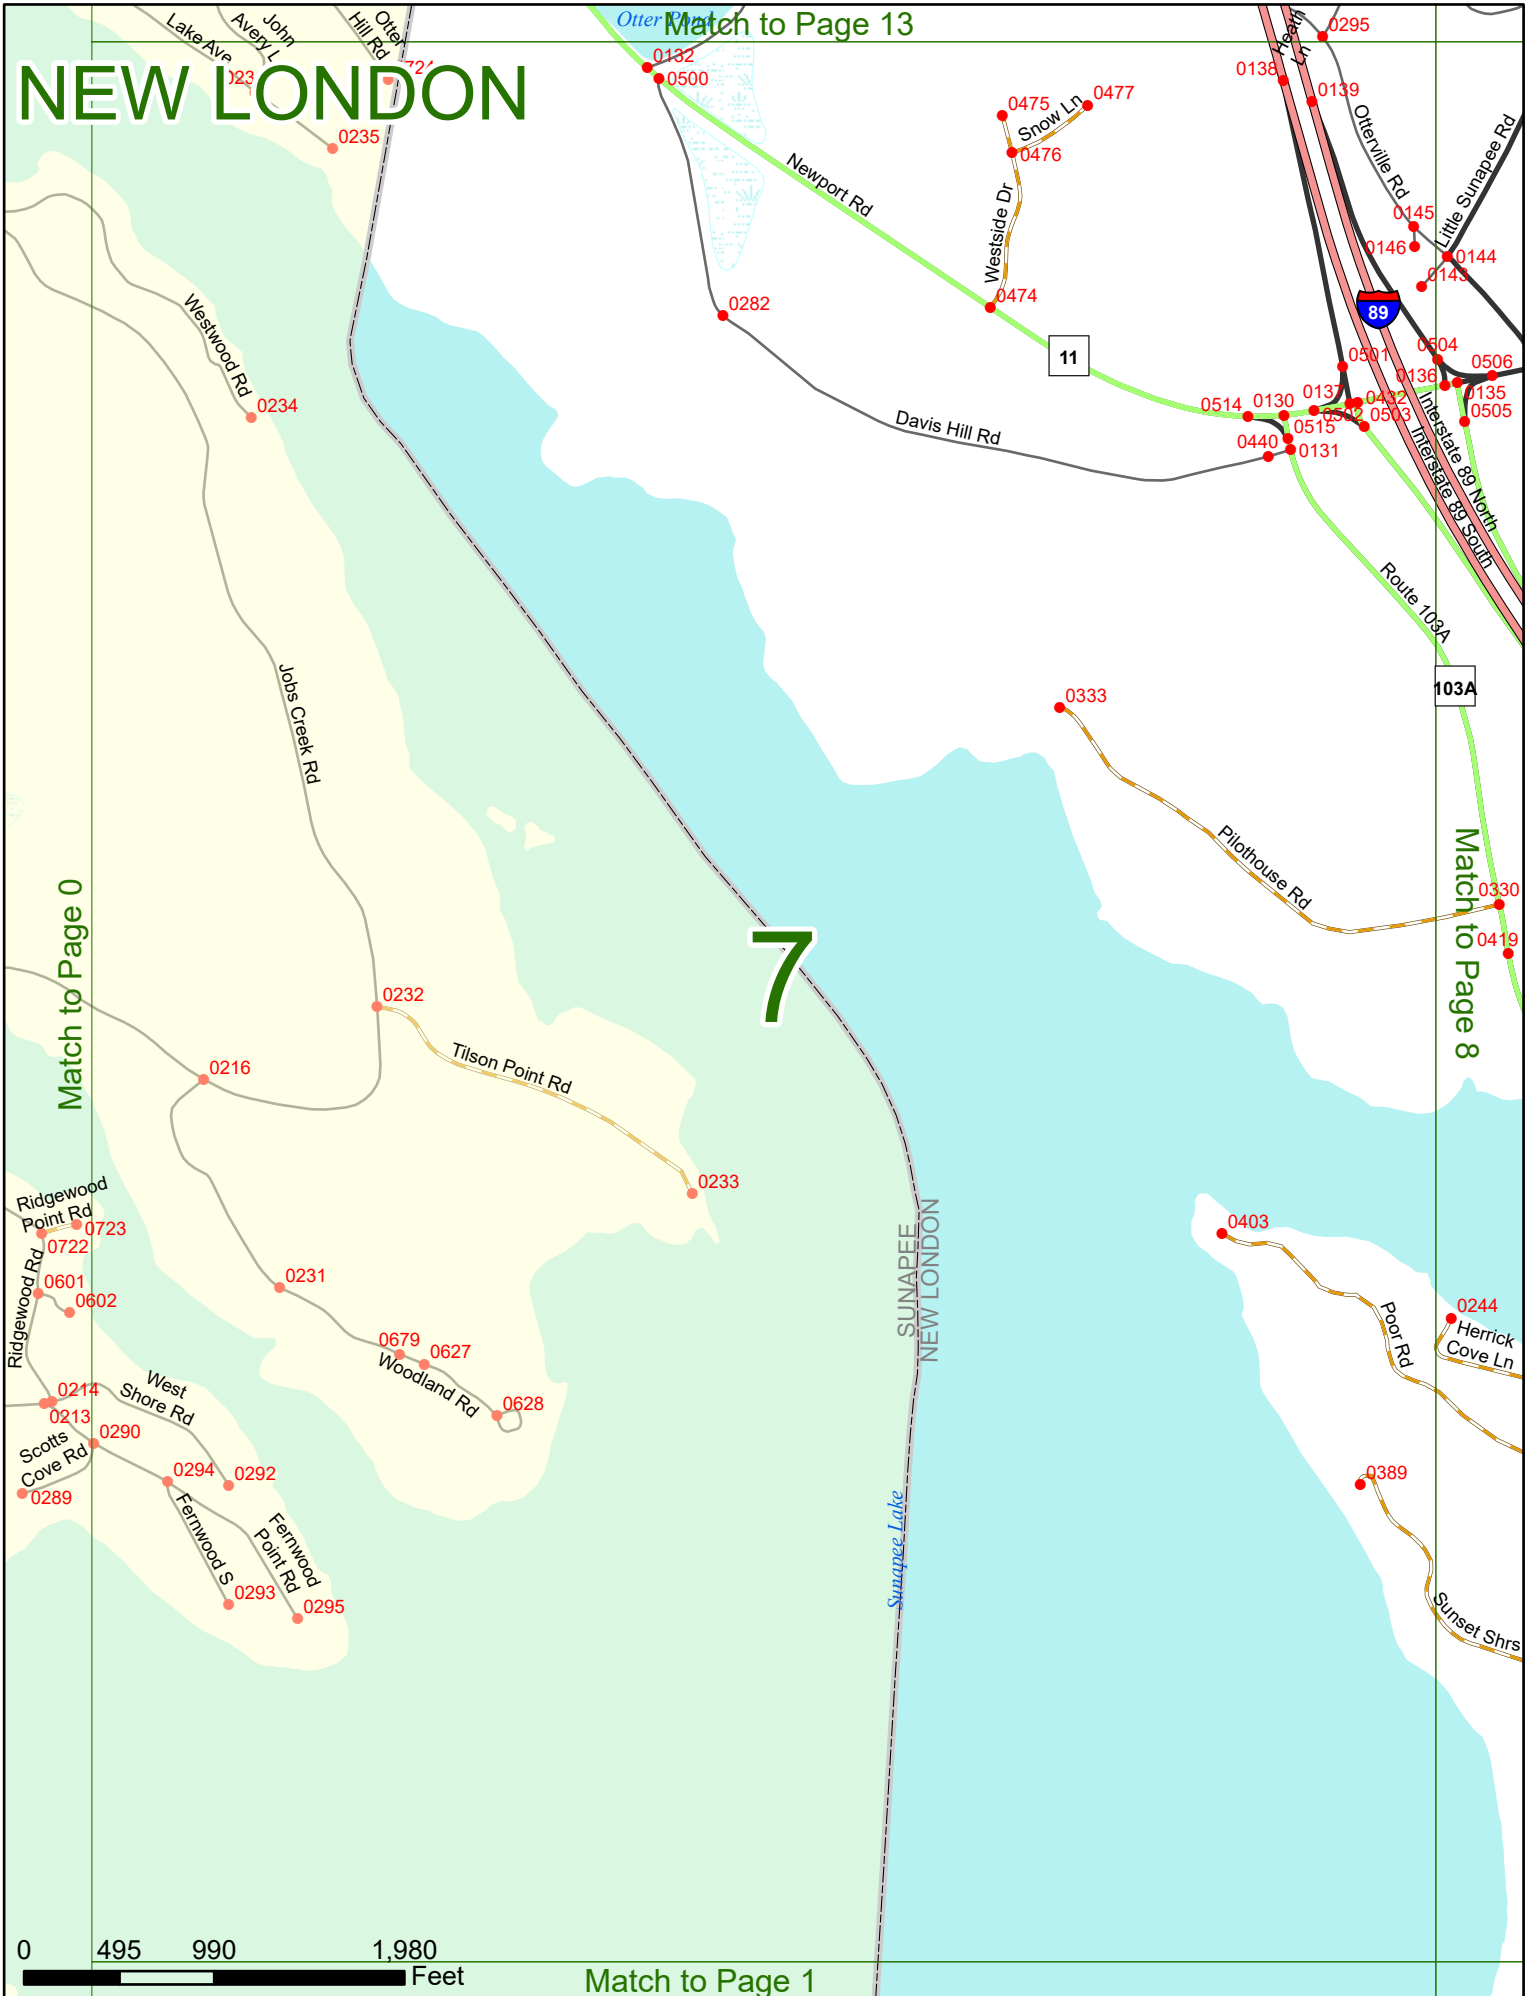 Otter Pond
Match to Page 13
NEW LONDON
Lake Ave
John
Avery L
Otter
Hill Rd
0235
0132
0500
0475
0477
Snow Ln
0476
Westside Dr
Newport Rd
0474
11
0282
Davis Hill Rd
Heath
Ln
0295
0138
0139
Otterville Rd
Little Sunapee Rd
0145
0146
0144
0143
89
0504
0506
0501
0136
0135
0137
0432
0505
0514
0130
0502
0503
0515
0440
0131
Interstate 89 North
Interstate 89 South
Route 103A
103A
Westwood Rd
0234
Jobs Creek Rd
0333
Pilothouse Rd
0330
0419
Match to Page 0
Match to Page 8
7
0232
Tilson Point Rd
0216
0233
Ridgewood
Point Rd
0723
0722
Ridgewood Rd
0601
0602
0231
0679
0627
Woodland Rd
0628
SUNAPEE
NEW LONDON
0403
Poor Rd
0244
Herrick
Cove Ln
0214
0213
West
Shore Rd
0290
Scotts
Cove Rd
0289
0294
0292
Fernwood S
Fernwood
Point Rd
0293
0295
0389
Sunset Shrs
Sunapee Lake
0 495 990 1,980
Feet
Match to Page 1